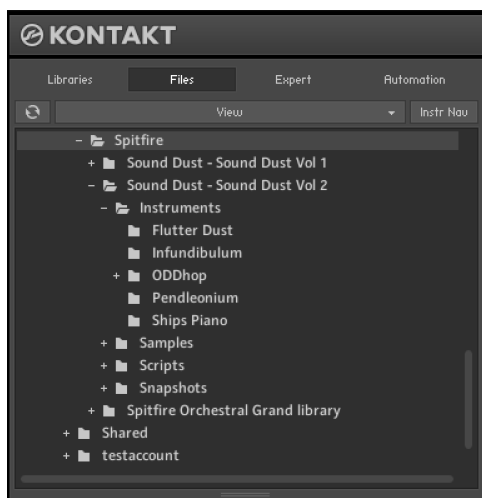 KONTAKT
Libraries Files Expert Automation
View Instr Nav
- Spitfire
+ Sound Dust - Sound Dust Vol 1
- Sound Dust - Sound Dust Vol 2
- Instruments
Flutter Dust
Infundibulum
+ ODDhop
Pendleonium
Ships Piano
+ Samples
+ Scripts
+ Snapshots
+ Spitfire Orchestral Grand library
+ Shared
+ testaccount